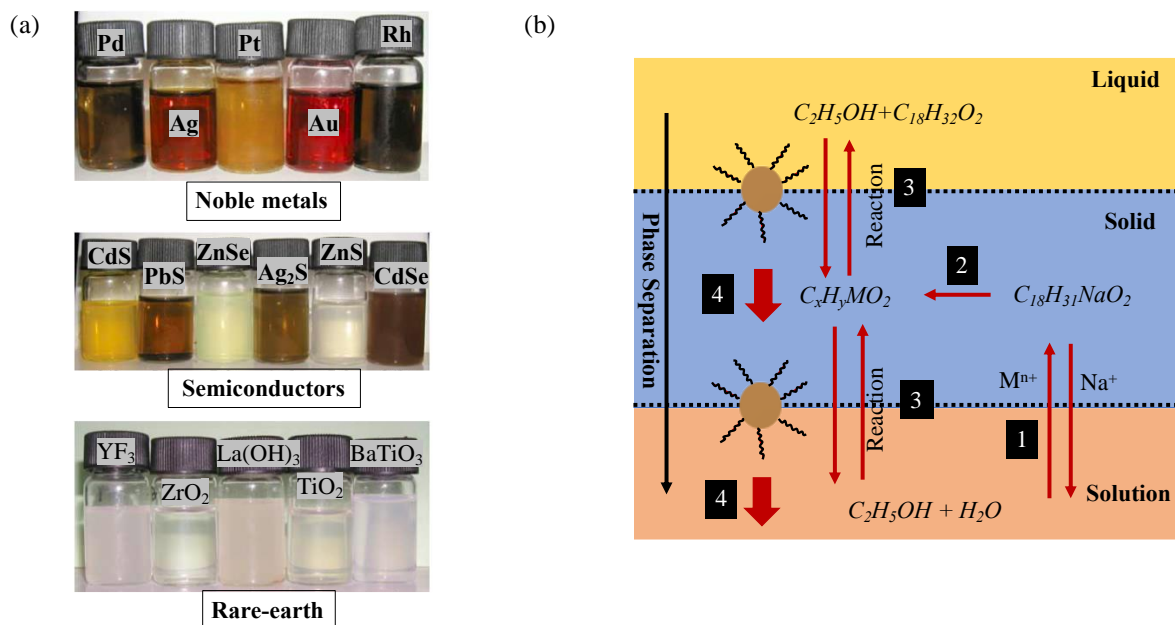 (a)
Pd
Pt
Rh
Ag
Au
Noble metals
CdS
PbS
ZnSe
Ag₂S
ZnS
CdSe
Semiconductors
YF₃
ZrO₂
La(OH)₃
TiO₂
BaTiO₃
Rare-earth
(b)
Liquid
C₂H₅OH+C₁₈H₃₂O₂
Reaction
3
Phase Separation
Solid
2
4
CₓHᵧMO₂
C₁₈H₃₁NaO₂
Mⁿ⁺
Na⁺
Reaction
3
1
4
Solution
C₂H₅OH + H₂O